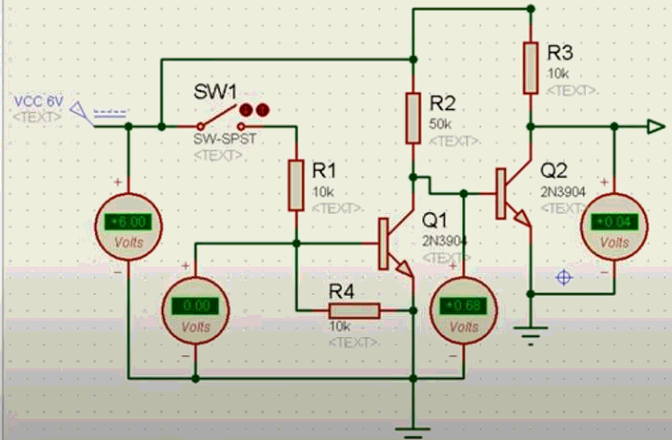 R3
10k
<TEXT>
SW1
VCC 6V
<TEXT>
SW-SPST
<TEXT>
R2
50k
<TEXT>
R1
10k
<TEXT>
Q2
2N3904
<TEXT>
Q1
2N3904
<TEXT>
+
+6.00
Volts
−
+
+0.04
Volts
−
+
0.00
Volts
−
R4
10k
<TEXT>
+
+0.68
Volts
−